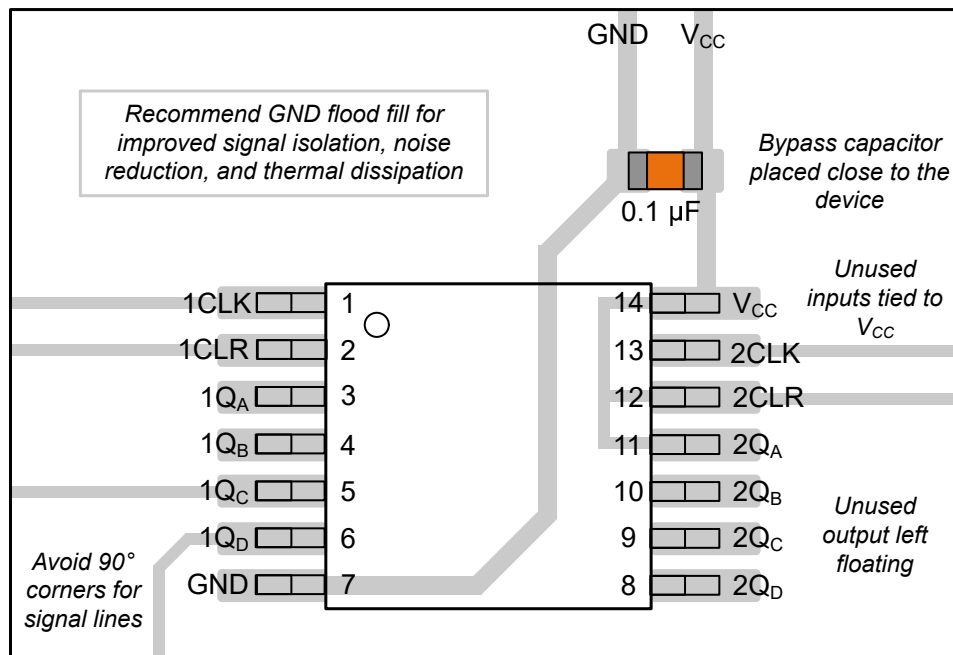 GND
VCC
Recommend GND flood fill for
improved signal isolation, noise
reduction, and thermal dissipation
Bypass capacitor
placed close to the
device
0.1 µF
Unused
inputs tied to
VCC
1CLK
1
14
VCC
1CLR
2
13
2CLK
1QA
3
12
2CLR
1QB
4
11
2QA
1QC
5
10
2QB
1QD
6
9
2QC
GND
7
8
2QD
Unused
output left
floating
Avoid 90°
corners for
signal lines